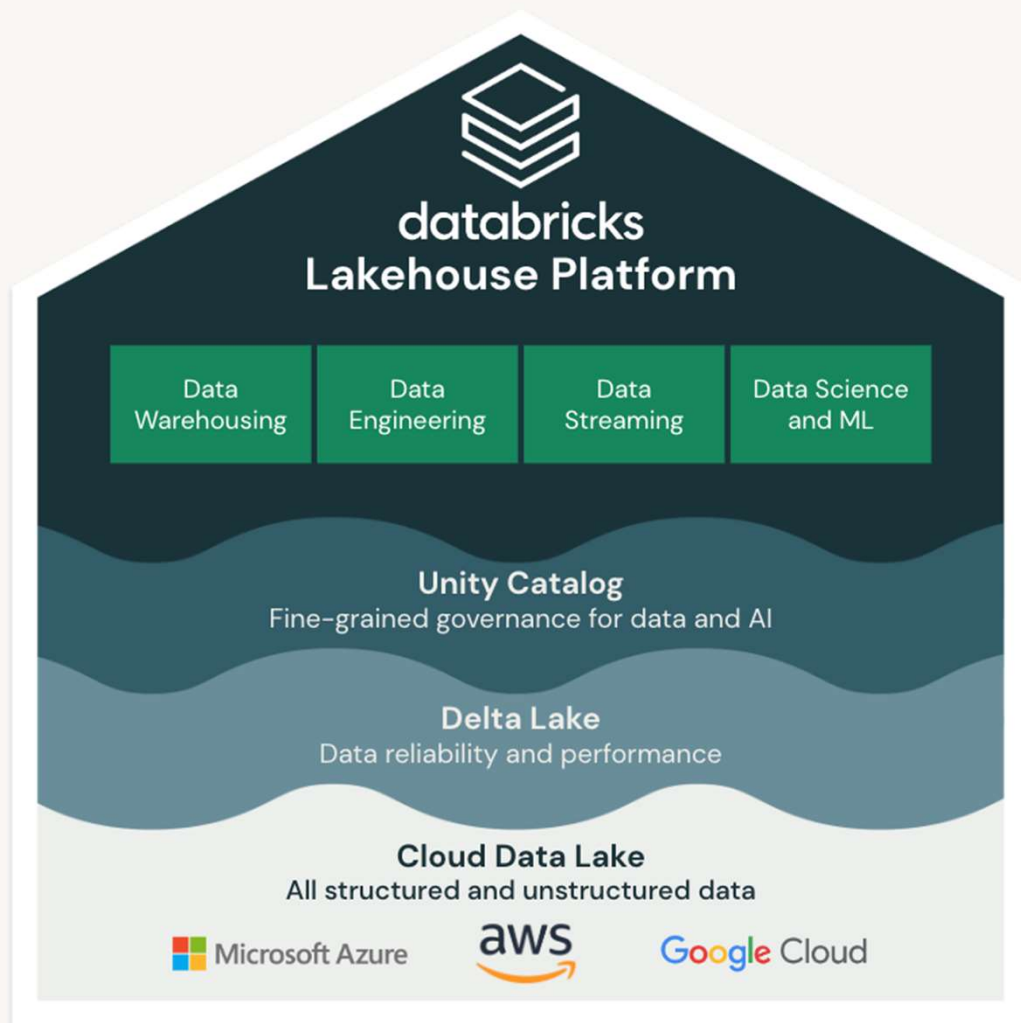 databricks
Lakehouse Platform
Data
Warehousing
Data
Engineering
Data
Streaming
Data Science
and ML
Unity Catalog
Fine-grained governance for data and AI
Delta Lake
Data reliability and performance
Cloud Data Lake
All structured and unstructured data
Microsoft Azure
aws
Google Cloud